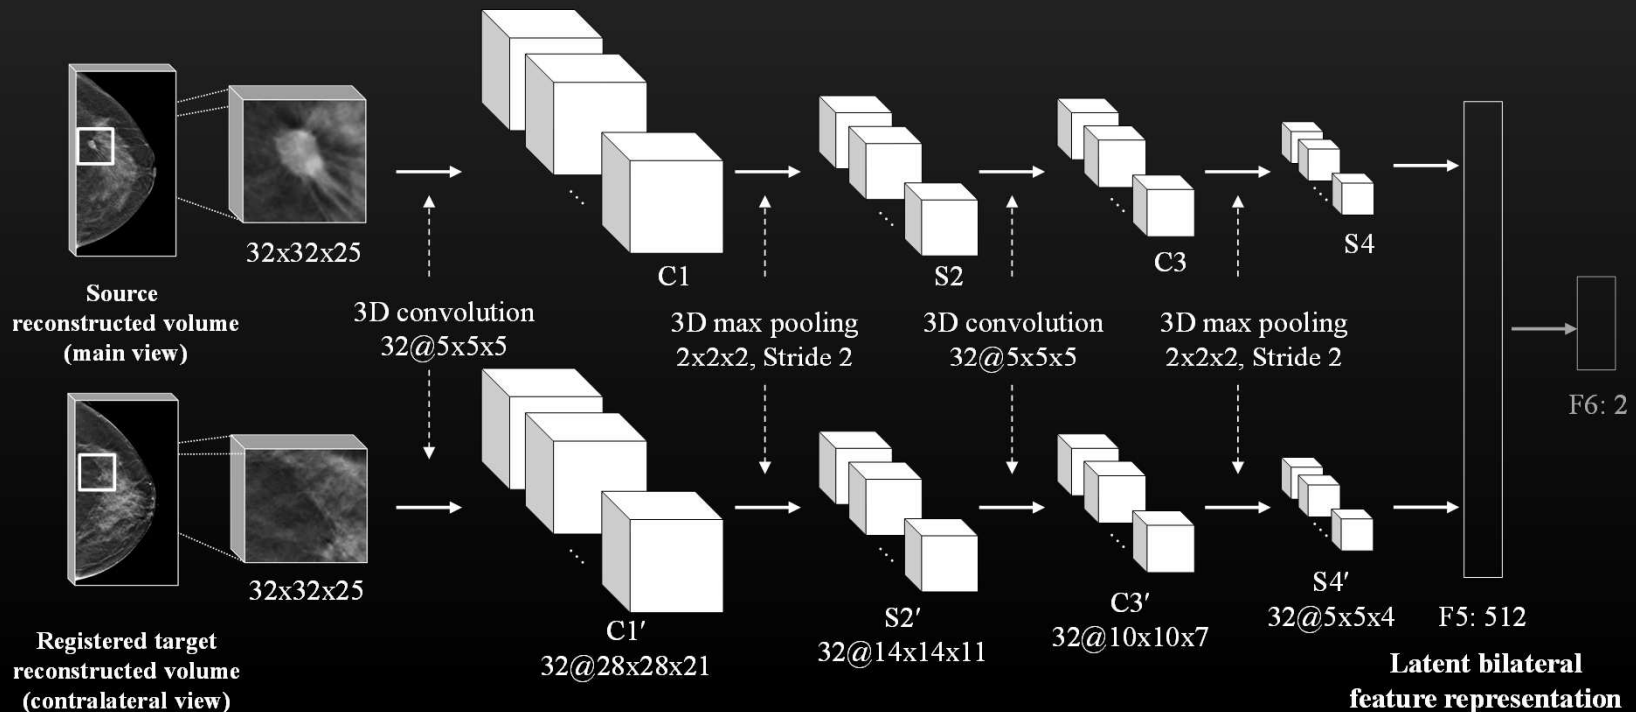 32x32x25
C1
S2
C3
S4
Source
reconstructed volume
(main view)
3D convolution
32@5x5x5
3D max pooling
2x2x2, Stride 2
3D convolution
32@5x5x5
3D max pooling
2x2x2, Stride 2
F6: 2
32x32x25
C1′
32@28x28x21
S2′
32@14x14x11
C3′
32@10x10x7
S4′
32@5x5x4
F5: 512
Registered target
reconstructed volume
(contralateral view)
Latent bilateral
feature representation